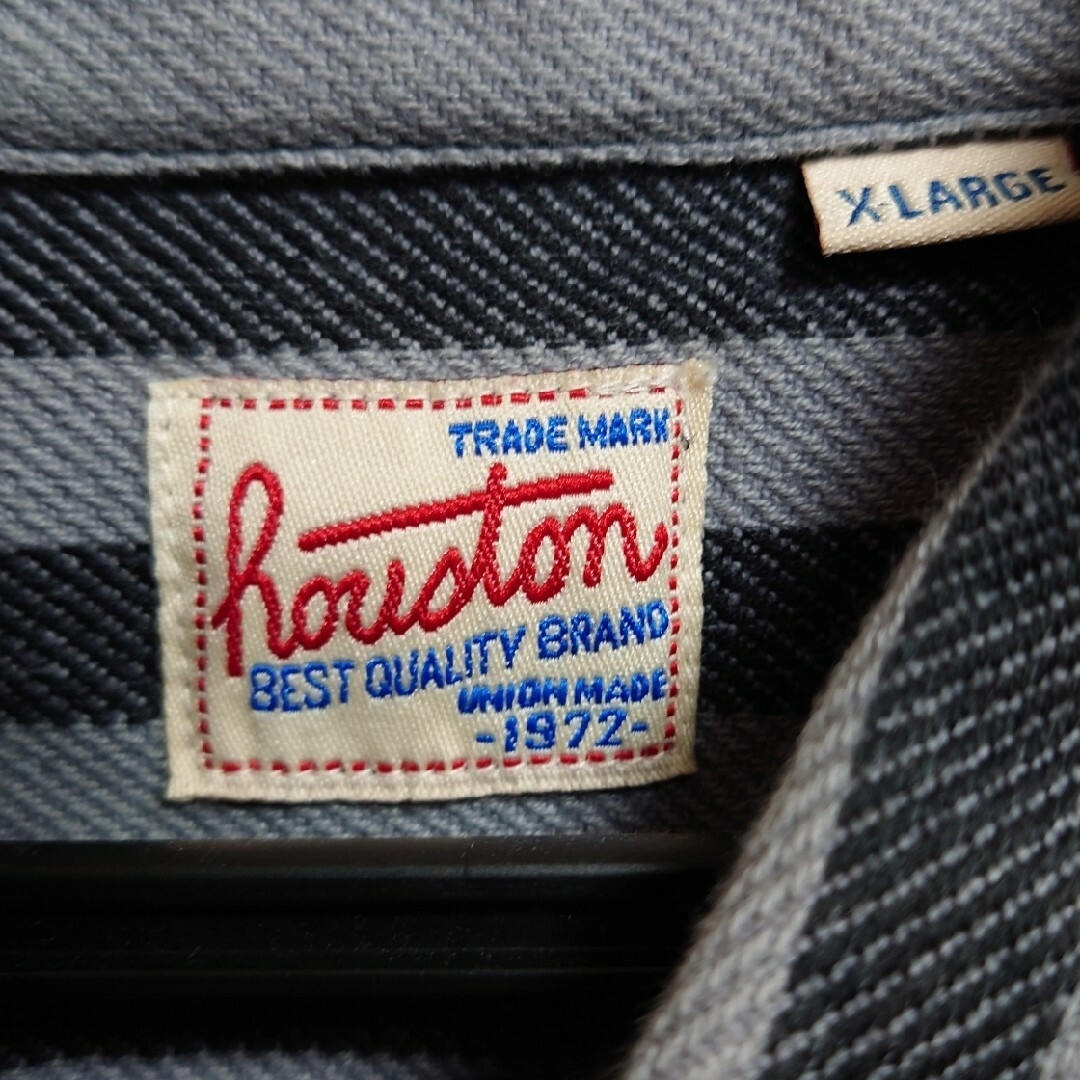 X-LARGE
TRADE MARK
houston
BEST QUALITY BRAND
UNION MADE
-1972-